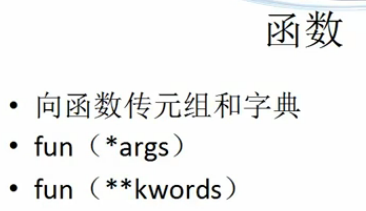 函数
• 向函数传元组和字典
• fun（*args）
• fun（**kwords）